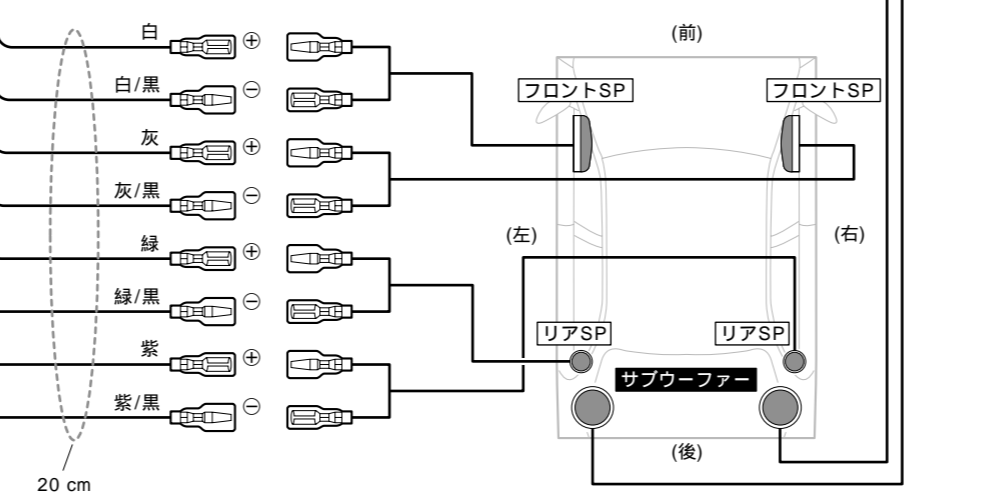 白 ⊕
白/黒 ⊖
灰 ⊕
灰/黒 ⊖
緑 ⊕
緑/黒 ⊖
紫 ⊕
紫/黒 ⊖
20 cm
(前)
フロントSP
フロントSP
(左)
(右)
リアSP
リアSP
サブウーファー
(後)